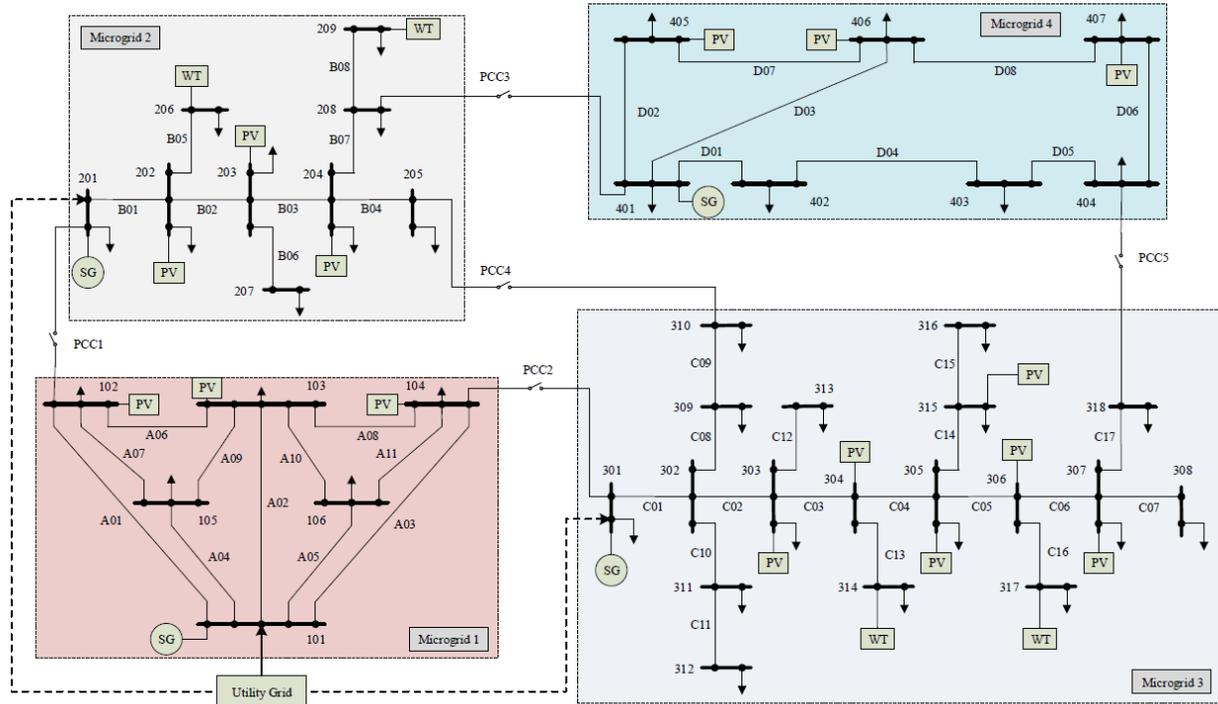 Microgrid 2
209
WT
B08
WT
206
208
B05
PV
B07
202
203
204
205
201
B01
B02
B03
B04
B06
SG
PV
PV
207
PCC3
PCC4
PCC1
PCC2
PCC5
405
PV
PV
406
Microgrid 4
407
PV
D07
D08
D02
D03
D06
D01
D04
D05
401
SG
402
403
404
102
PV
PV
103
104
PV
A06
A08
A07
A09
A10
A11
105
106
A01
A02
A03
A04
A05
SG
101
Microgrid 1
Utility Grid
310
316
C09
C15
PV
309
313
315
318
C08
C12
C14
C17
PV
PV
301
302
303
304
305
306
307
308
C01
C02
C03
C04
C05
C06
C07
SG
C10
PV
C13
PV
C16
PV
311
314
317
C11
WT
WT
312
Microgrid 3